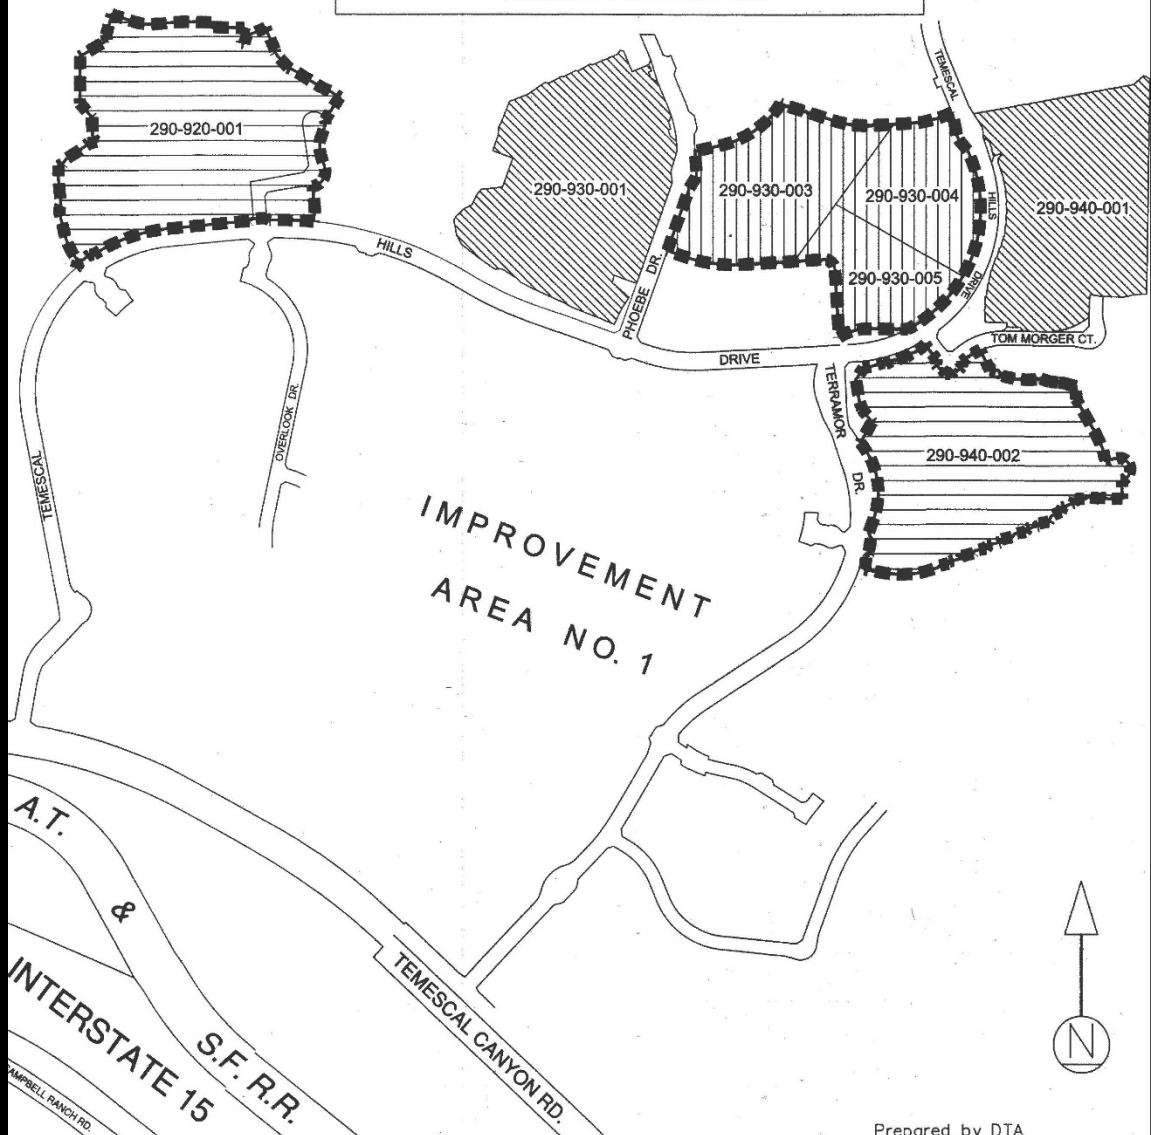 TEMESCAL
290-920-001
290-930-001
290-930-003
290-930-004
290-940-001
HILLS
HILLS
PHOEBE DR.
290-930-005
DRIVE
DRIVE
TOM MORGER CT.
TERRAMOR DR.
OVERLOOK DR.
TEMESCAL
290-940-002
IMPROVEMENT
AREA NO. 1
A.T. & S.F. R.R.
INTERSTATE 15
TEMESCAL CANYON RD.
CAMPBELL RANCH RD.
N
Prepared by DTA